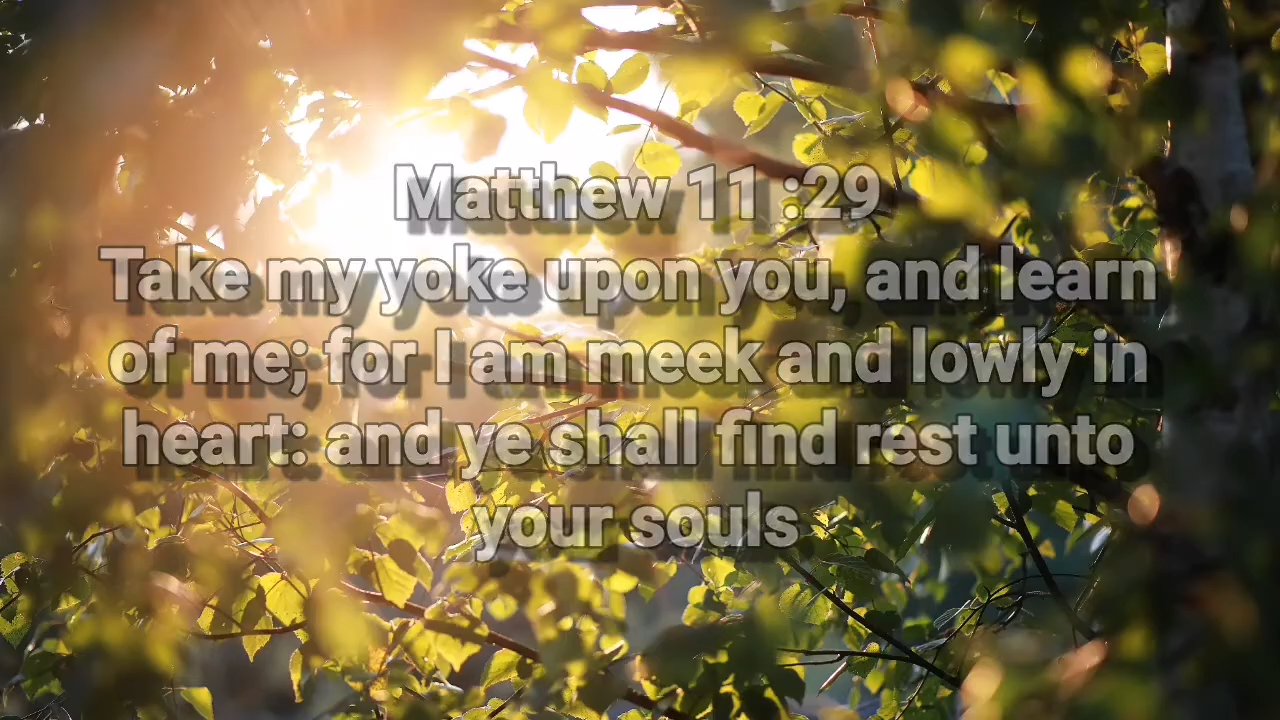 Matthew 11 :29
Take my yoke upon you, and learn
of me; for I am meek and lowly in
heart: and ye shall find rest unto
your souls